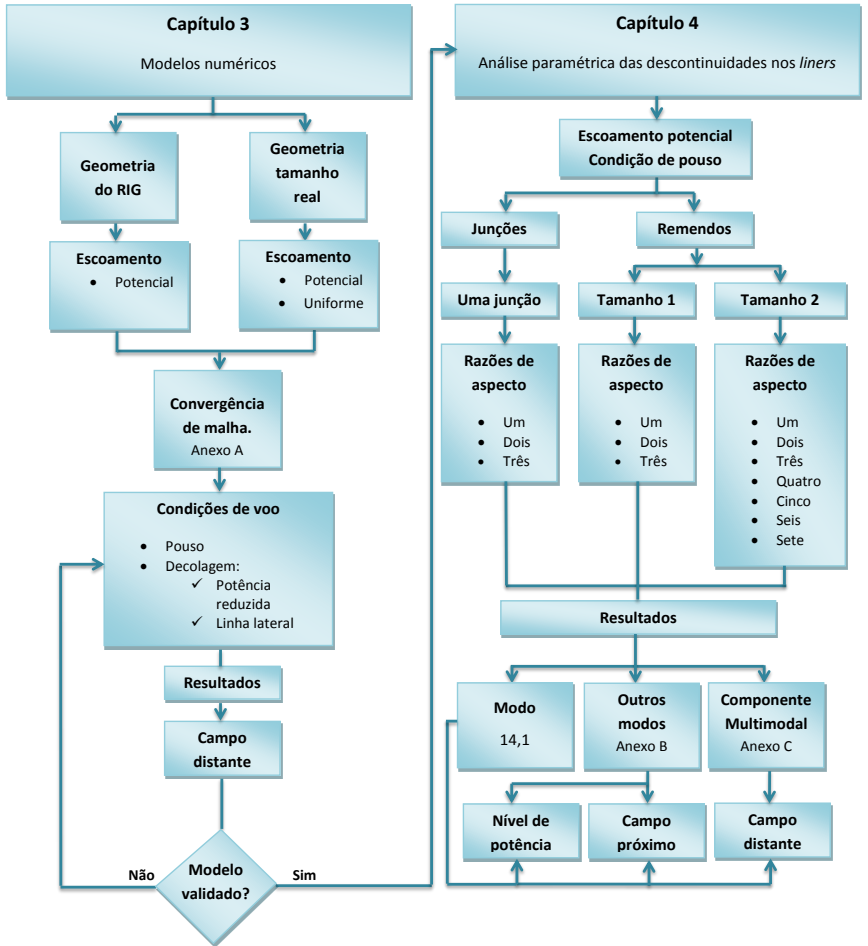 Capítulo 3
Modelos numéricos
Geometria
do RIG
Geometria
tamanho
real
Escoamento
• Potencial
Escoamento
• Potencial
• Uniforme
Convergência
de malha.
Anexo A
Condições de voo
• Pouso
• Decolagem:
✓ Potência
reduzida
✓ Linha lateral
Resultados
Campo
distante
Modelo
validado?
Não
Sim
Capítulo 4
Análise paramétrica das descontinuidades nos liners
Escoamento potencial
Condição de pouso
Junções
Remendos
Uma junção
Tamanho 1
Tamanho 2
Razões de
aspecto
• Um
• Dois
• Três
Razões de
aspecto
• Um
• Dois
• Três
Razões de
aspecto
• Um
• Dois
• Três
• Quatro
• Cinco
• Seis
• Sete
Resultados
Modo
14,1
Outros
modos
Anexo B
Componente
Multimodal
Anexo C
Nível de
potência
Campo
próximo
Campo
distante